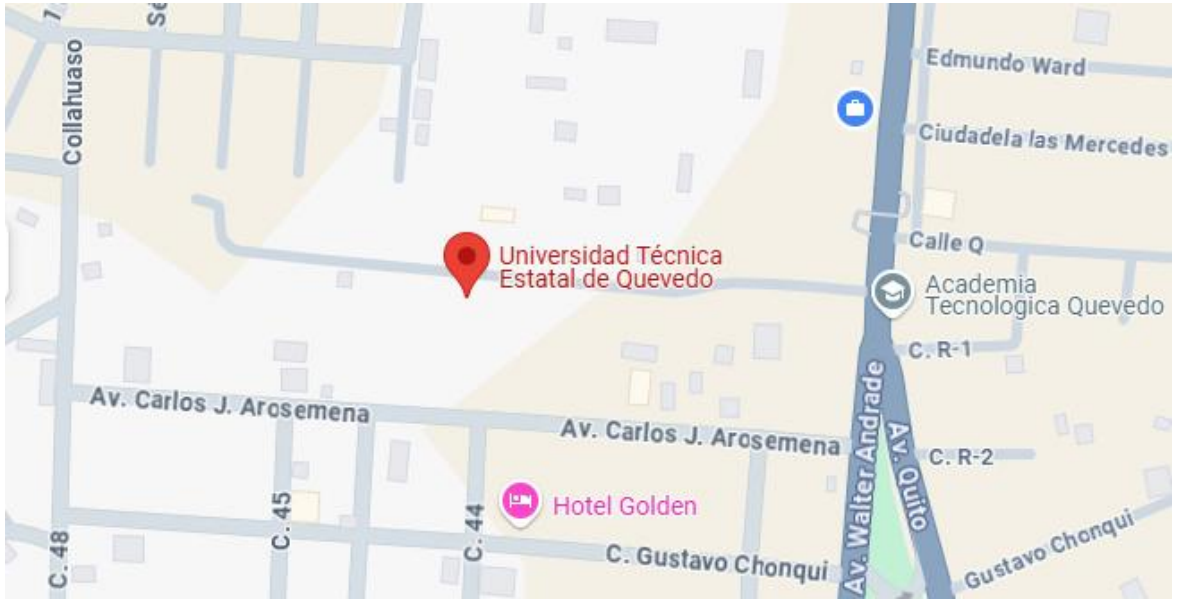 Collahuaso
Edmundo Ward
Ciudadela las Mercedes
Calle Q
Universidad Técnica
Estatal de Quevedo
Academia
Tecnologica Quevedo
C. R-1
Av. Carlos J. Arosemena
Av. Carlos J. Arosemena
Av. Walter Andrade
Av. Quito
C. R-2
Hotel Golden
C. 48
C. 45
C. 44
C. Gustavo Chonqui
Gustavo Chonqui